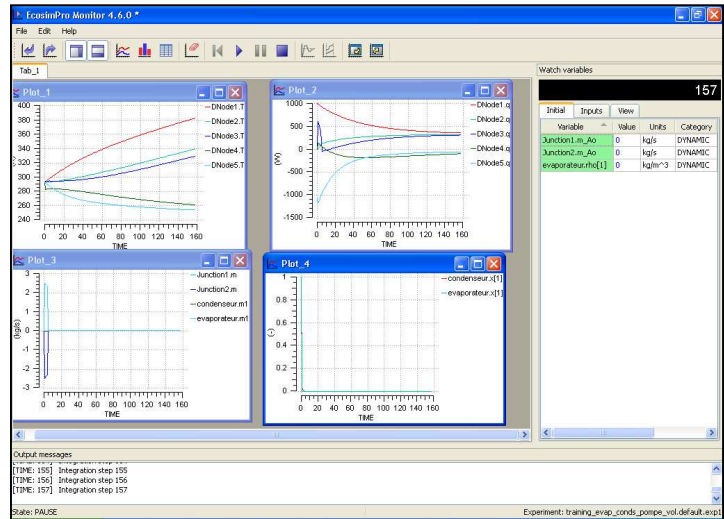 EcosimPro Monitor 4.6.0 *
File Edit Help
Tab_1
Plot_1
400
380
360
340
320
300
280
260
240
0 20 40 60 80 100 120 140 160
TIME
DNode1.T
DNode2.T
DNode3.T
DNode4.T
DNode5.T
Plot_2
1000
500
0
-500
-1000
-1500
(W)
0 20 40 60 80 100 120 140 160
TIME
DNode1.q
DNode2.q
DNode3.q
DNode4.q
DNode5.q
Plot_3
3
2
1
0
-1
-2
-3
(kg/s)
0 20 40 60 80 100 120 140 160
TIME
Junction1.m
Junction2.m
condenseur.m1
evaporateur.m1
Plot_4
1
0.8
0.6
0.4
0.2
0
(-)
0 20 40 60 80 100 120 140 160
TIME
condenseur.x[1]
evaporateur.x[1]
Watch variables
157
Initial Inputs View
Variable Value Units Category
Junction1.m_Ao 0 kg/s DYNAMIC
Junction2.m_Ao 0 kg/s DYNAMIC
evaporateur.rho[1] 0 kg/m^3 DYNAMIC
Output messages
[TIME: 155] Integration step 155
[TIME: 156] Integration step 156
[TIME: 157] Integration step 157
State: PAUSE
Experiment: training_evap_conds_pompe_vol.default.exp1